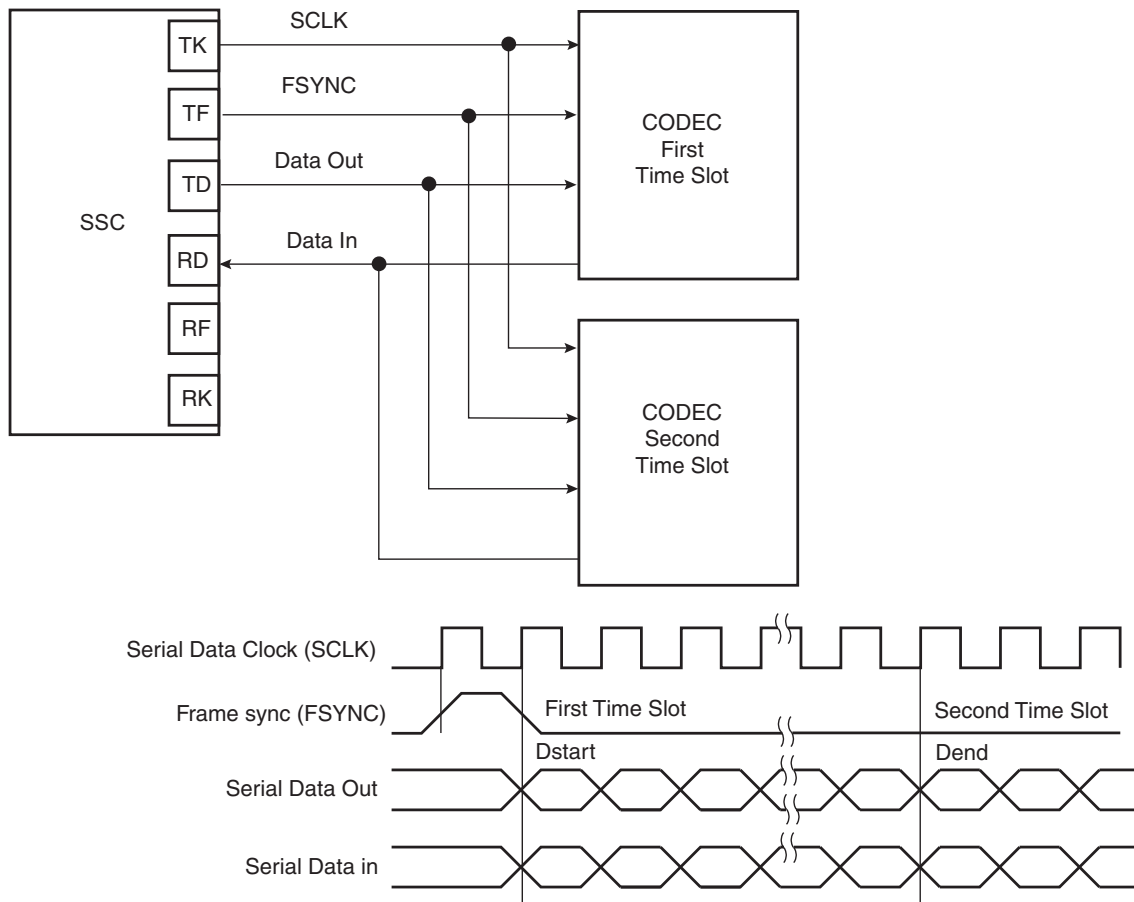 SSC
TK
TF
TD
RD
RF
RK
SCLK
FSYNC
Data Out
Data In
CODEC
First
Time Slot
CODEC
Second
Time Slot
Serial Data Clock (SCLK)
Frame sync (FSYNC)
First Time Slot
Second Time Slot
Dstart
Dend
Serial Data Out
Serial Data in